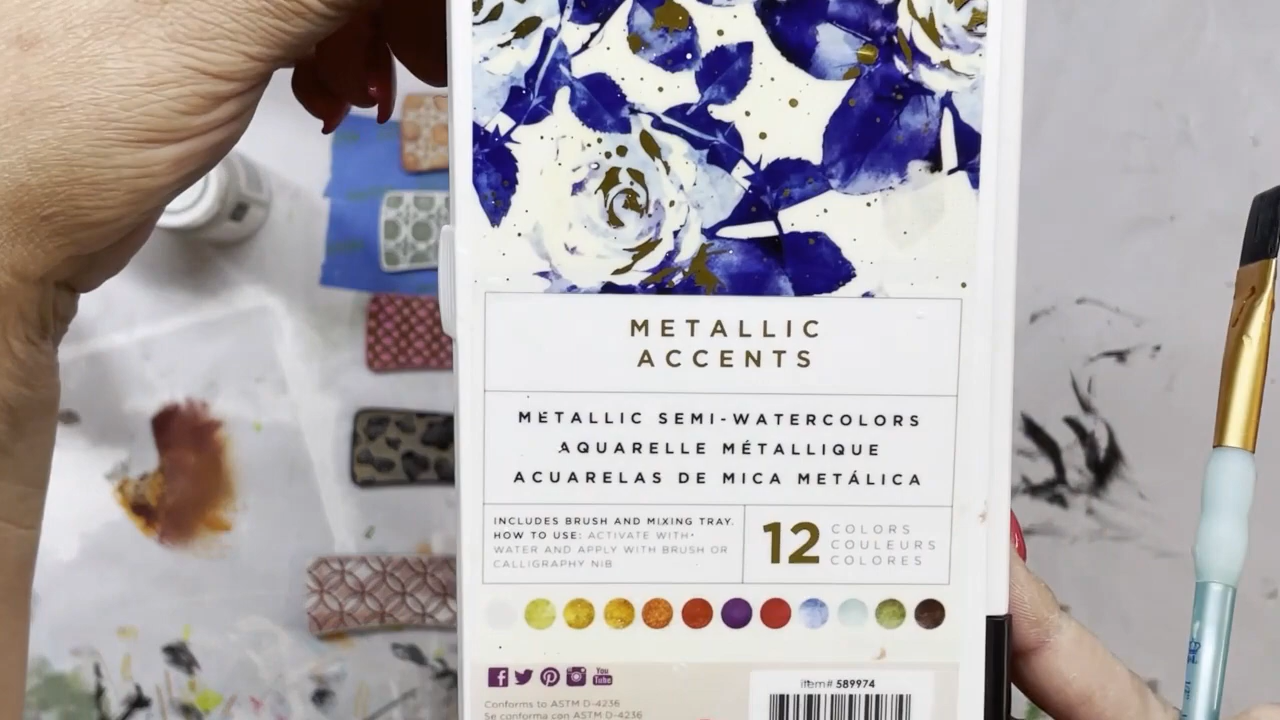 METALLIC
ACCENTS
METALLIC SEMI-WATERCOLORS
AQUARELLE MÉTALLIQUE
ACUARELAS DE MICA METÁLICA
INCLUDES BRUSH AND MIXING TRAY.
HOW TO USE: ACTIVATE WITH
WATER AND APPLY WITH BRUSH OR
CALLIGRAPHY NIB
12
COLORS
COULEURS
COLORES
You
Tube
item# 589974
Conforms to ASTM D-4236
Se conforma can ASTM D-4236